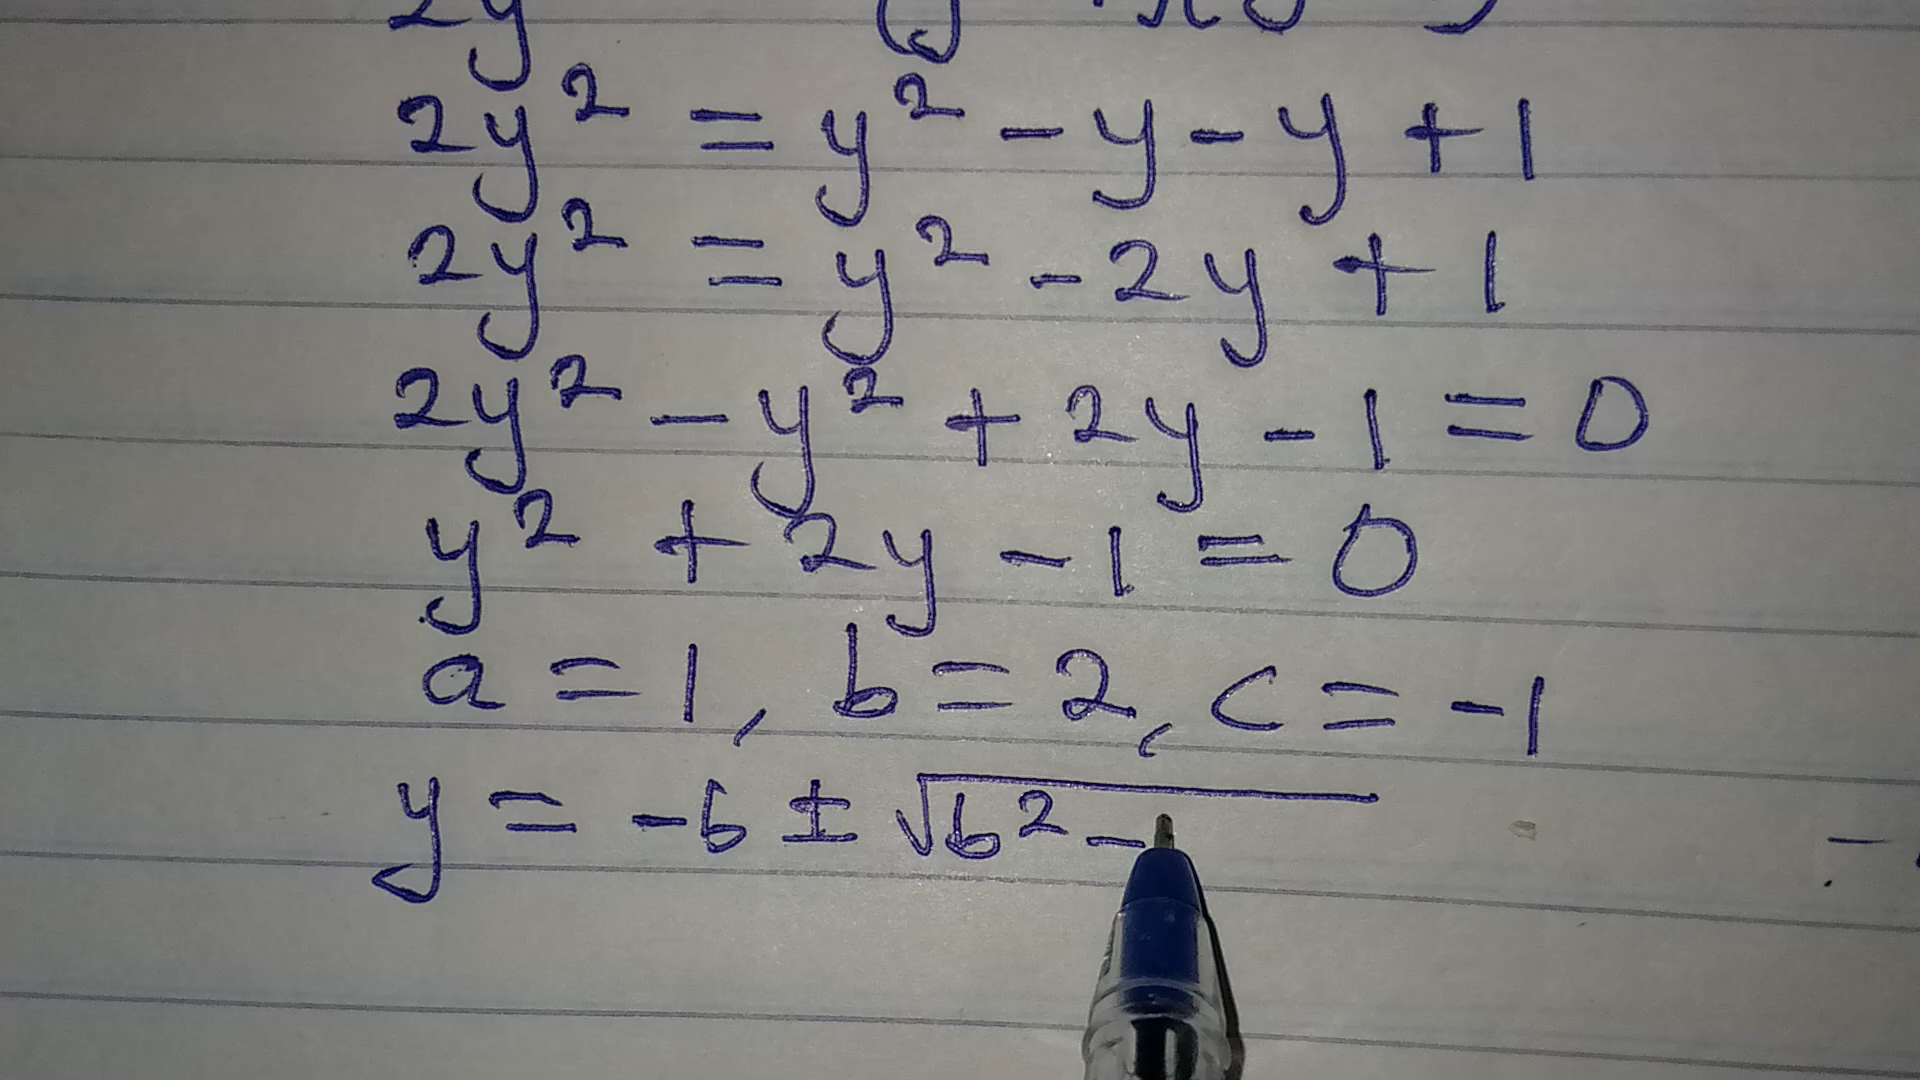 2y² = y² - y - y + 1
2y² = y² - 2y + 1
2y² - y² + 2y - 1 = 0
y² + 2y - 1 = 0
a = 1, b = 2, c = -1
y = -b ± √b² -